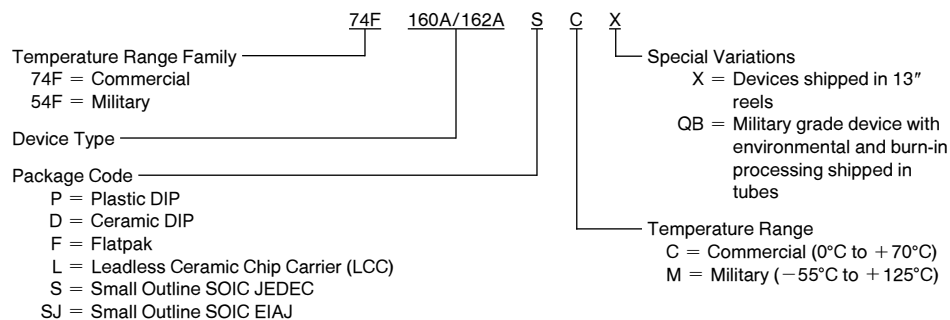 74F 160A/162A S C X
Temperature Range Family
74F = Commercial
54F = Military
Device Type
Package Code
P = Plastic DIP
D = Ceramic DIP
F = Flatpak
L = Leadless Ceramic Chip Carrier (LCC)
S = Small Outline SOIC JEDEC
SJ = Small Outline SOIC EIAJ
Special Variations
X = Devices shipped in 13″
reels
QB = Military grade device with
environmental and burn-in
processing shipped in
tubes
Temperature Range
C = Commercial (0°C to +70°C)
M = Military (−55°C to +125°C)